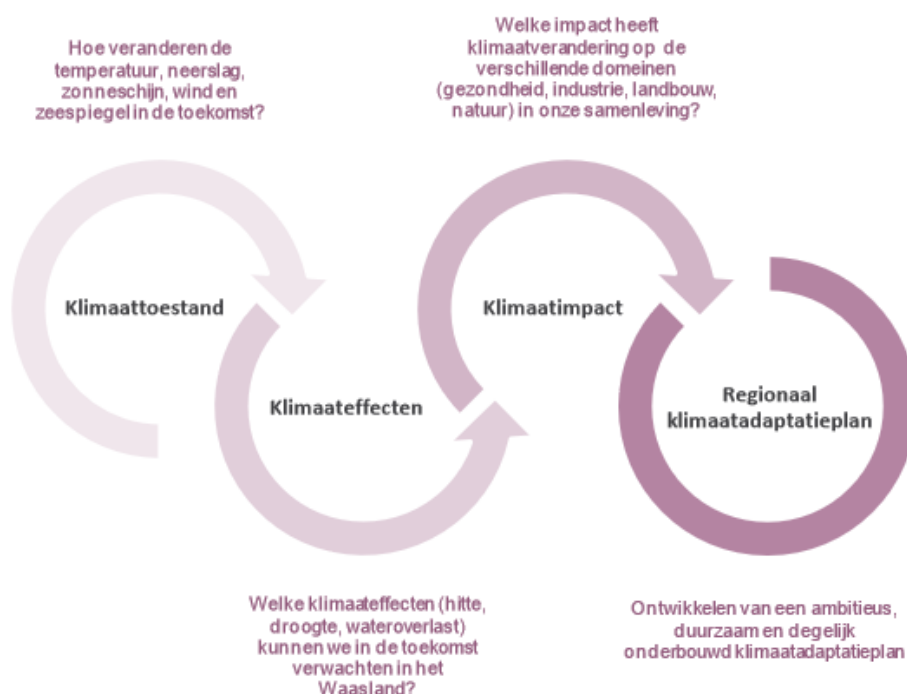 Hoe veranderen de
temperatuur, neerslag,
zonneschijn, wind en
zeespiegel in de toekomst?
Klimaattoestand
Welke klimaateffecten (hitte,
droogte, wateroverlast)
kunnen we in de toekomst
verwachten in het
Waasland?
Klimaateffecten
Welke impact heeft
klimaatverandering op de
verschillende domeinen
(gezondheid, industrie, landbouw,
natuur) in onze samenleving?
Klimaatimpact
Regionaal
klimaatadaptatieplan
Ontwikkelen van een ambitieus,
duurzaam en degelijk
onderbouwd klimaatadaptatieplan